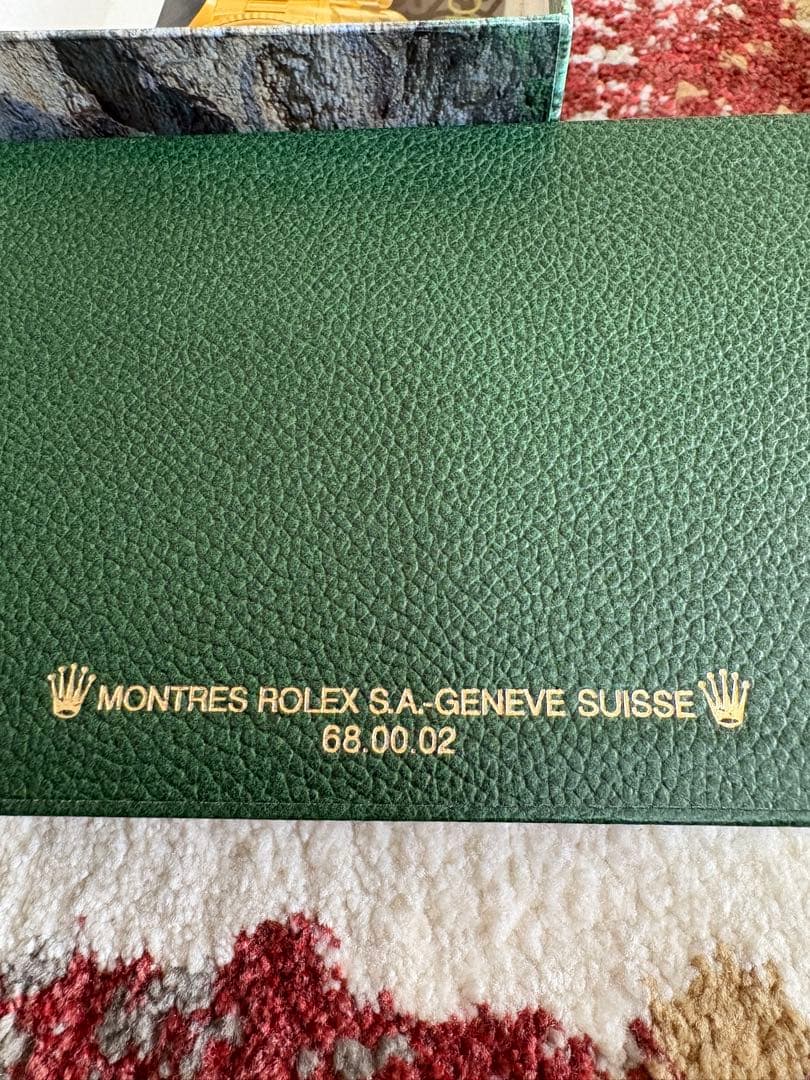 MONTRES ROLEX S.A.-GENEVE SUISSE
68.00.02